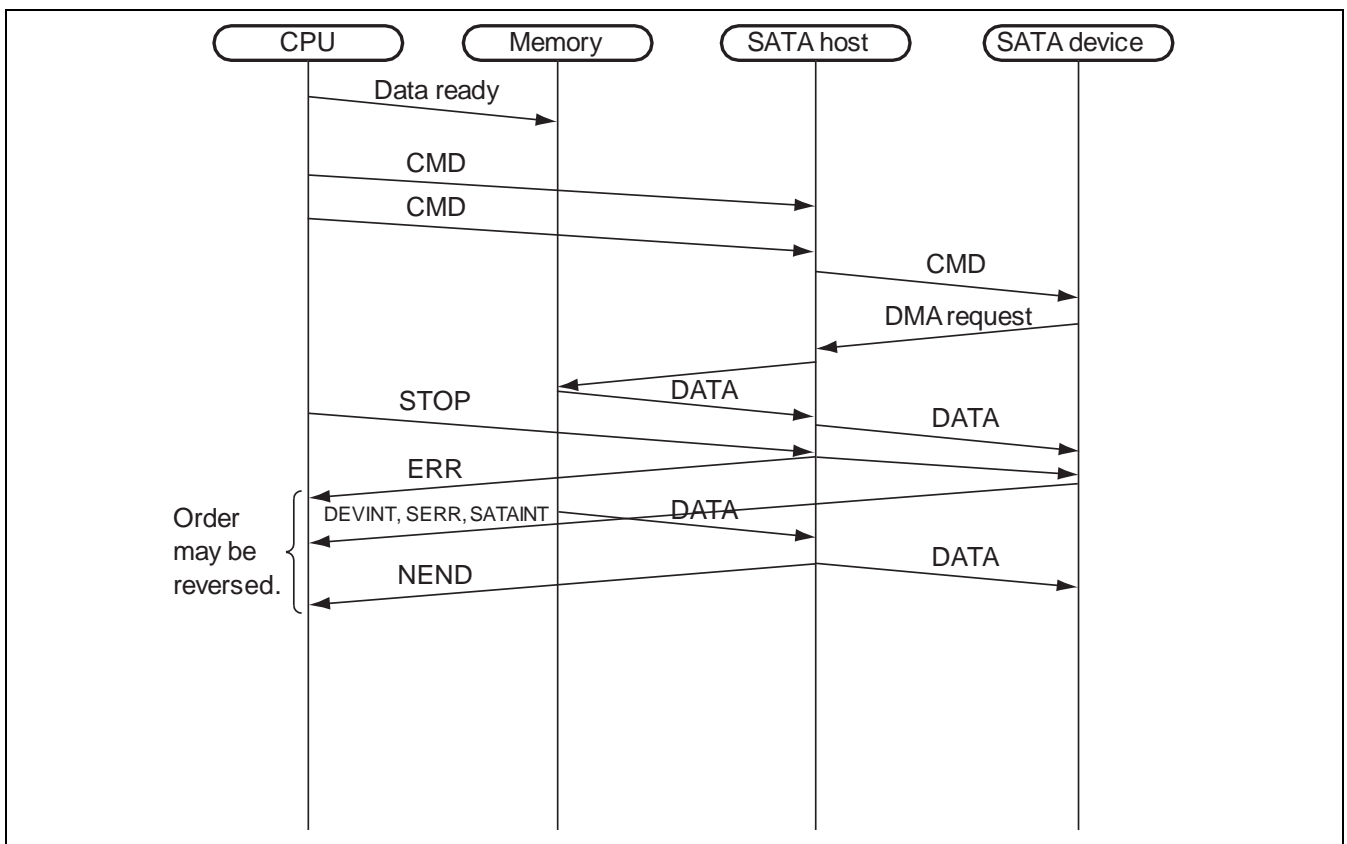 CPU
Memory
SATA host
SATA device
Data ready
CMD
CMD
CMD
DMA request
DATA
STOP
DATA
ERR
DEVINT, SERR, SATAINT
DATA
Order
may be
reversed.
DATA
NEND